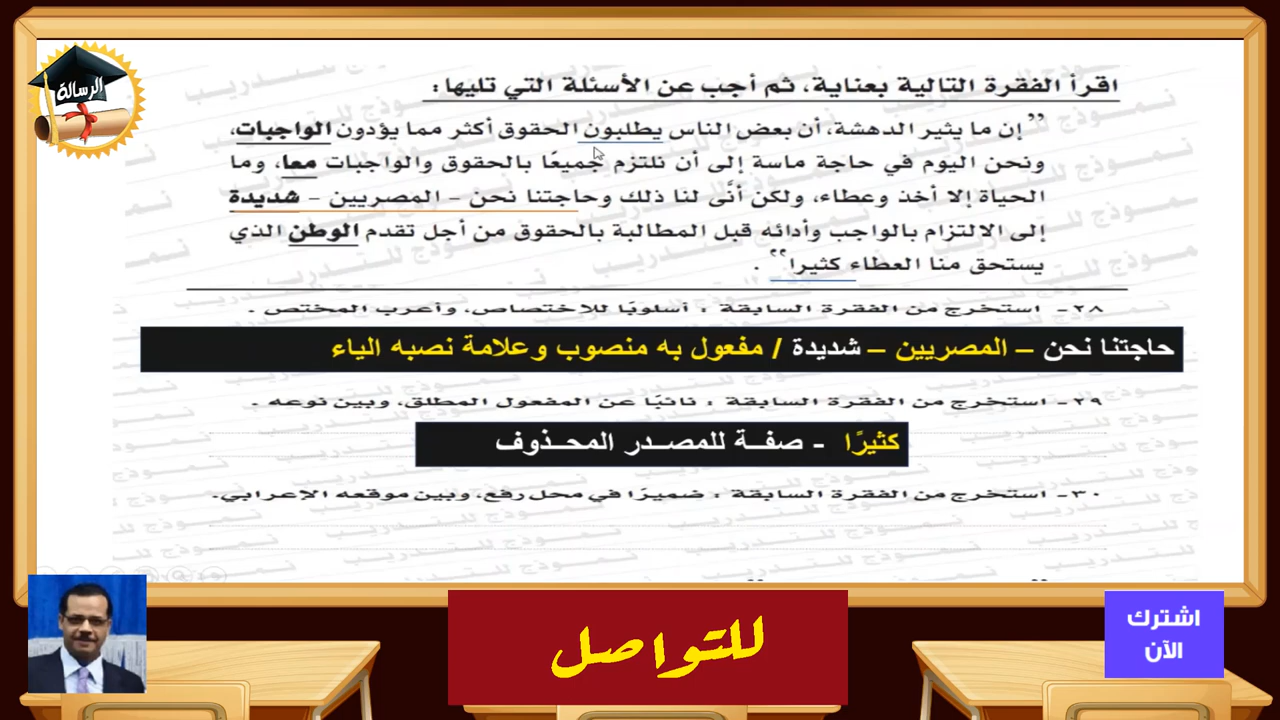 الرسالة
اقرأ الفقرة التالية بعناية، ثم أجب عن الأسئلة التي تليها :
" إن ما يثير الدهشة، أن بعض الناس يطلبون الحقوق أكثر مما يؤدون الواجبات،
ونحن اليوم في حاجة ماسة إلى أن نلتزم جميعًا بالحقوق والواجبات معا، وما
الحياة إلا أخذ وعطاء، ولكن أنَّى لنا ذلك وحاجتنا نحن – المصريين – شديدة
إلى الالتزام بالواجب وأدائه قبل المطالبة بالحقوق من أجل تقدم الوطن الذي
يستحق منا العطاء كثيرا" .
٢٨- استخرج من الفقرة السابقة : أسلوبًا للاختصاص، وأعرب المختص .
حاجتنا نحن – المصريين – شديدة / مفعول به منصوب وعلامة نصبه الياء
٢٩- استخرج من الفقرة السابقة : نائبًا عن المفعول المطلق، وبين نوعه .
كثيرًا - صفــة للمصــدر المحــذوف
٣٠- استخرج من الفقرة السابقة : ضميرًا في محل رفع، وبين موقعه الإعرابي.
للتواصل
اشترك
الآن